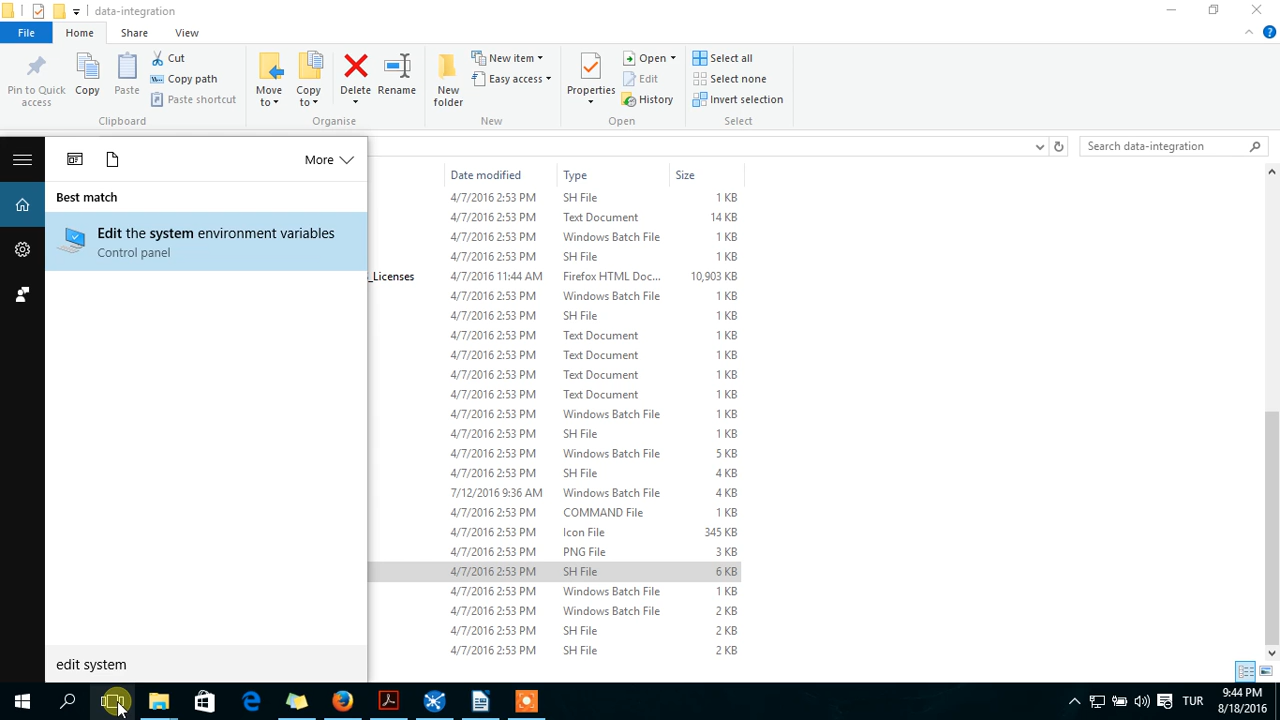 data-integration
File
Home
Share
View
Pin to Quick access
Copy
Paste
Cut
Copy path
Paste shortcut
Clipboard
Move to
Copy to
Delete
Rename
Organise
New folder
New item
Easy access
New
Properties
Open
Edit
History
Open
Select all
Select none
Invert selection
Select
Search data-integration
More
Best match
Edit the system environment variables
Control panel
edit system
Date modified Type Size
4/7/2016 2:53 PM SH File 1 KB
4/7/2016 2:53 PM Text Document 14 KB
4/7/2016 2:53 PM Windows Batch File 1 KB
4/7/2016 2:53 PM SH File 1 KB
_Licenses 4/7/2016 11:44 AM Firefox HTML Doc... 10,903 KB
4/7/2016 2:53 PM Windows Batch File 1 KB
4/7/2016 2:53 PM SH File 1 KB
4/7/2016 2:53 PM Text Document 1 KB
4/7/2016 2:53 PM Text Document 1 KB
4/7/2016 2:53 PM Text Document 1 KB
4/7/2016 2:53 PM Text Document 1 KB
4/7/2016 2:53 PM Windows Batch File 1 KB
4/7/2016 2:53 PM SH File 1 KB
4/7/2016 2:53 PM Windows Batch File 5 KB
4/7/2016 2:53 PM SH File 4 KB
7/12/2016 9:36 AM Windows Batch File 4 KB
4/7/2016 2:53 PM COMMAND File 1 KB
4/7/2016 2:53 PM Icon File 345 KB
4/7/2016 2:53 PM PNG File 3 KB
4/7/2016 2:53 PM SH File 6 KB
4/7/2016 2:53 PM Windows Batch File 1 KB
4/7/2016 2:53 PM Windows Batch File 2 KB
4/7/2016 2:53 PM SH File 2 KB
4/7/2016 2:53 PM SH File 2 KB
TUR
9:44 PM
8/18/2016